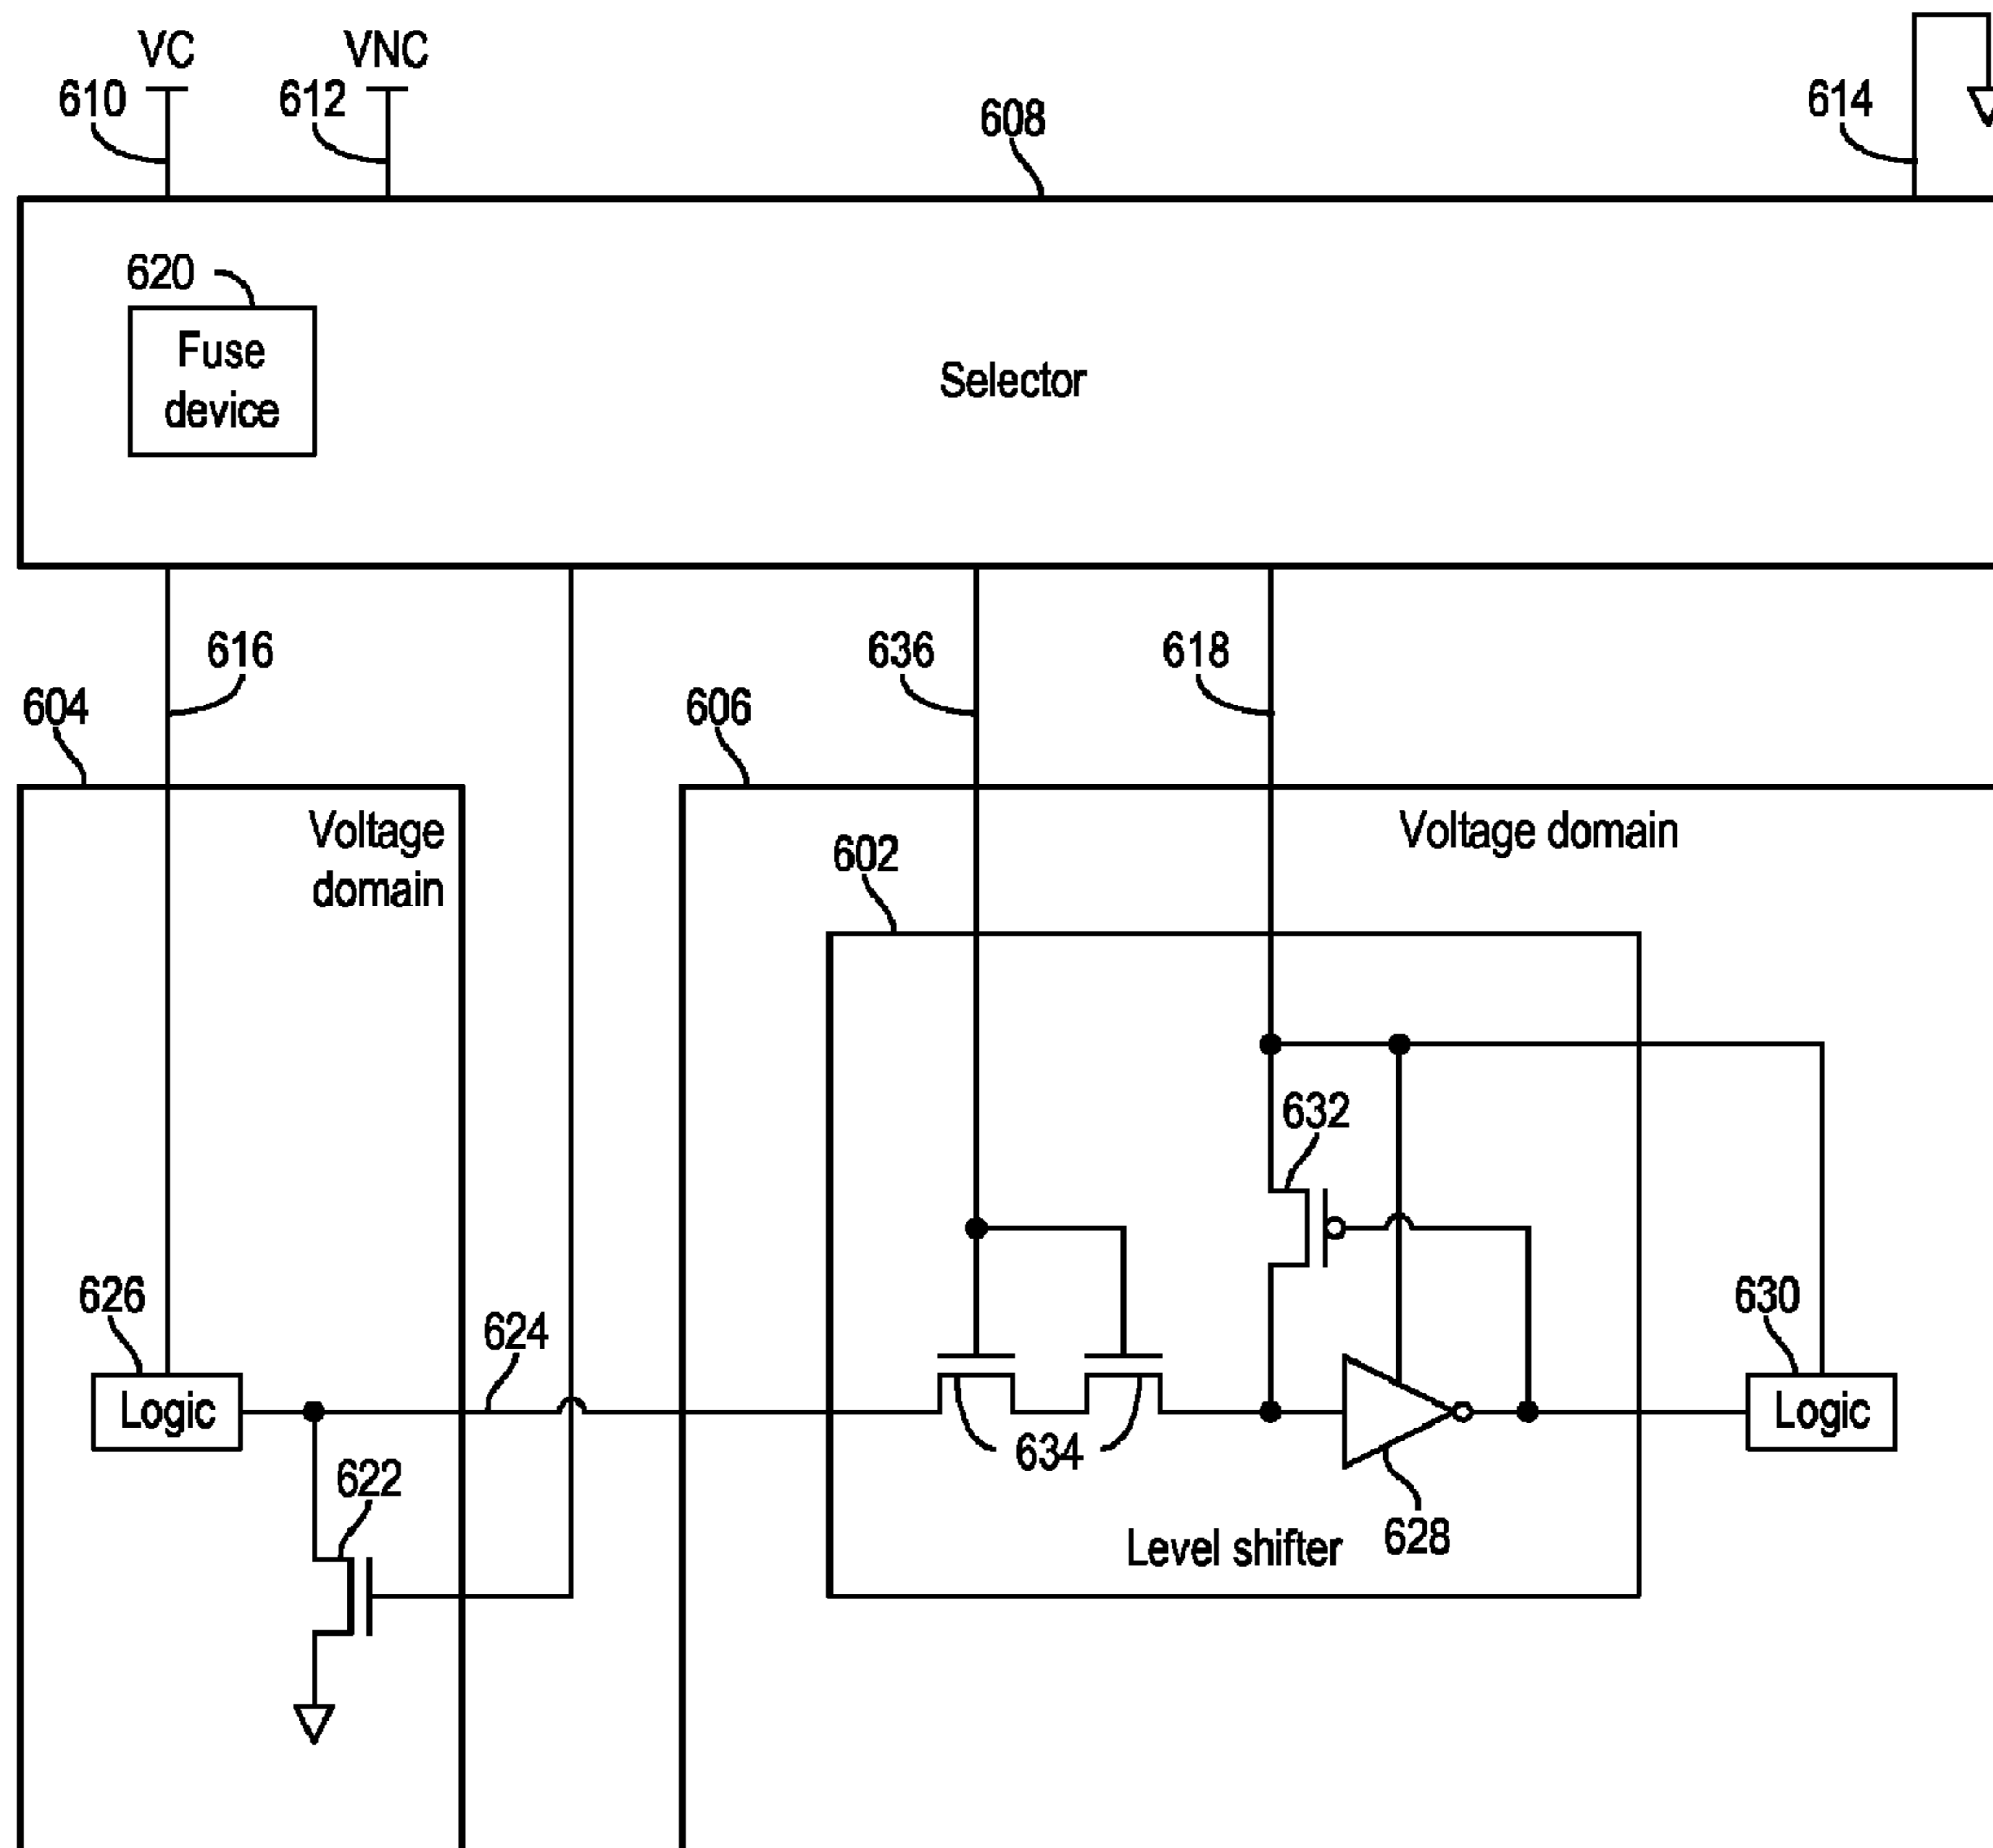 VC
VNC
610
612
608
614
620
Fuse
device
Selector
616
636
618
604
606
Voltage
domain
Voltage domain
602
632
626
624
630
Logic
Logic
634
622
628
Level shifter